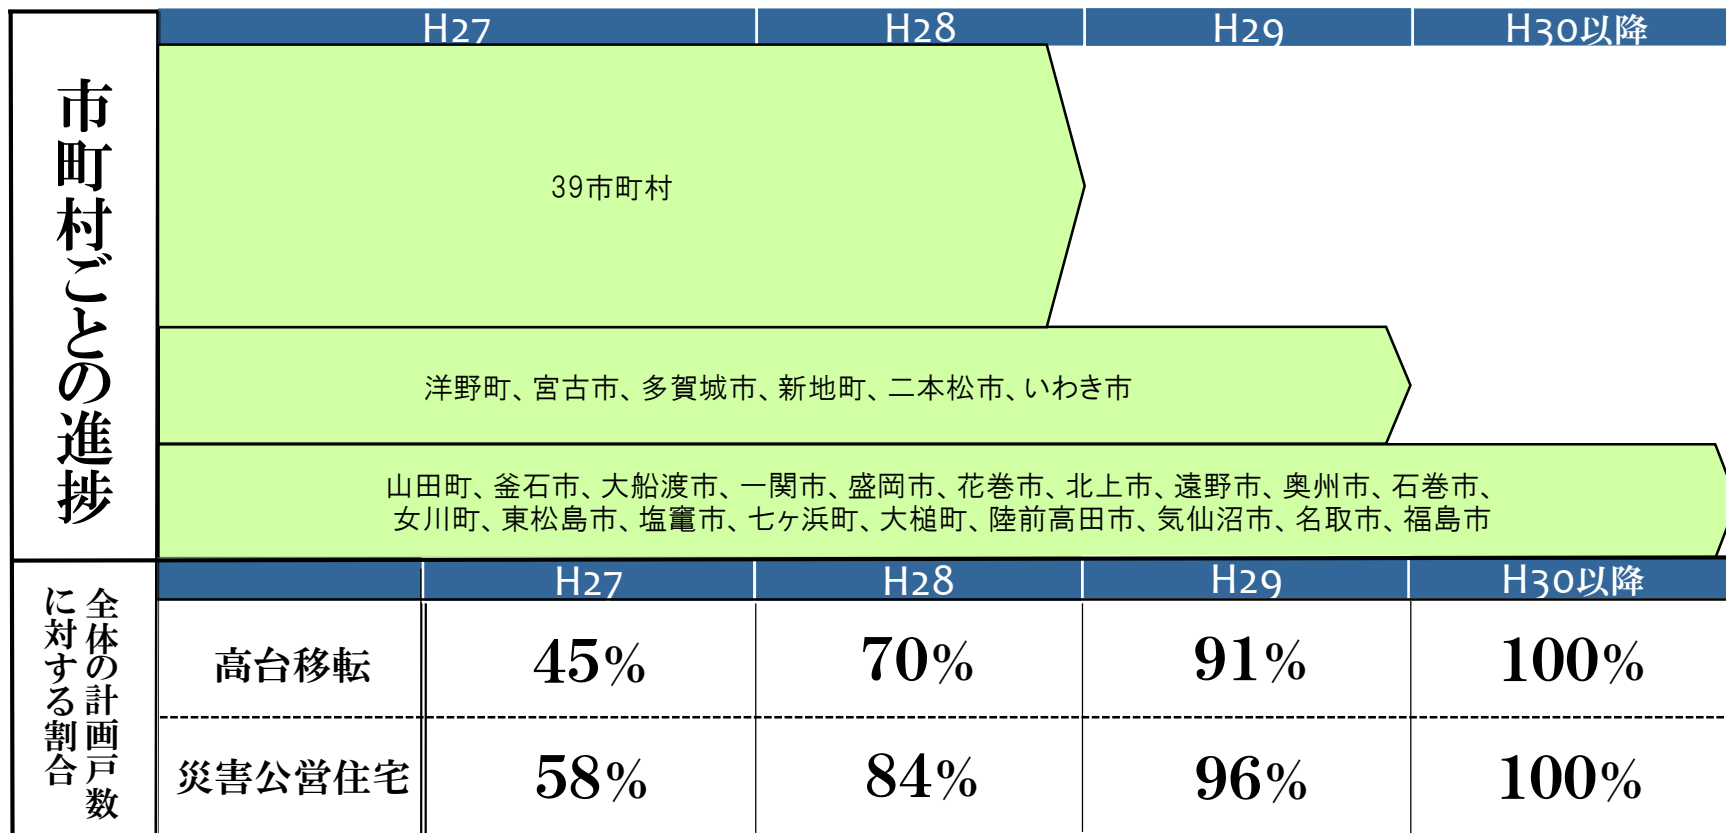 H27 H28 H29 H30以降
市町村ごとの進捗
39市町村
洋野町、宮古市、多賀城市、新地町、二本松市、いわき市
山田町、釜石市、大船渡市、一関市、盛岡市、花巻市、北上市、遠野市、奥州市、石巻市、
女川町、東松島市、塩竈市、七ヶ浜町、大槌町、陸前高田市、気仙沼市、名取市、福島市
全体の計画戸数
に対する割合
H27 H28 H29 H30以降
高台移転 45% 70% 91% 100%
災害公営住宅 58% 84% 96% 100%